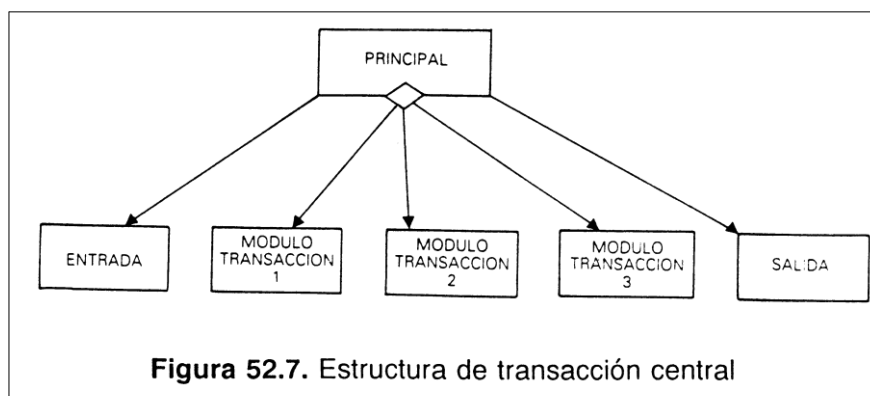 PRINCIPAL
ENTRADA
MODULO
TRANSACCION
1
MODULO
TRANSACCION
2
MODULO
TRANSACCION
3
SALIDA
Figura 52.7. Estructura de transacción central